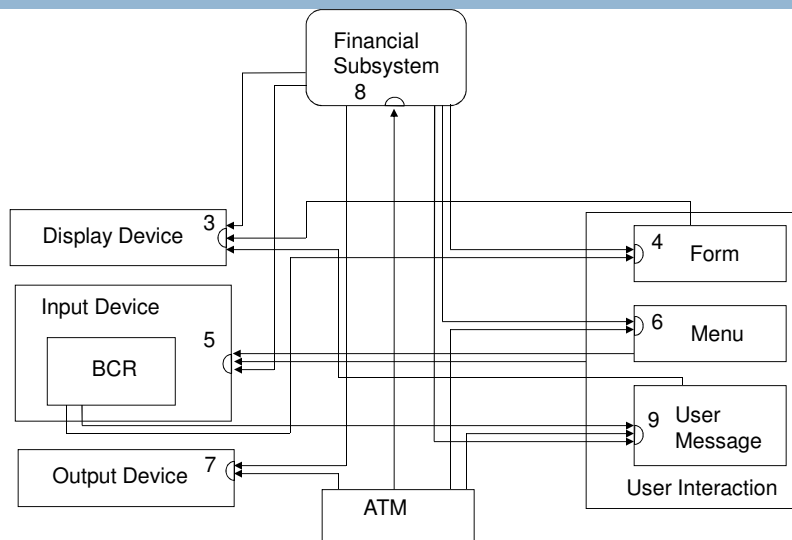 Financial
Subsystem
8
Display Device
3
4
Form
Input Device
5
BCR
6
Menu
9
User
Message
Output Device
7
User Interaction
ATM